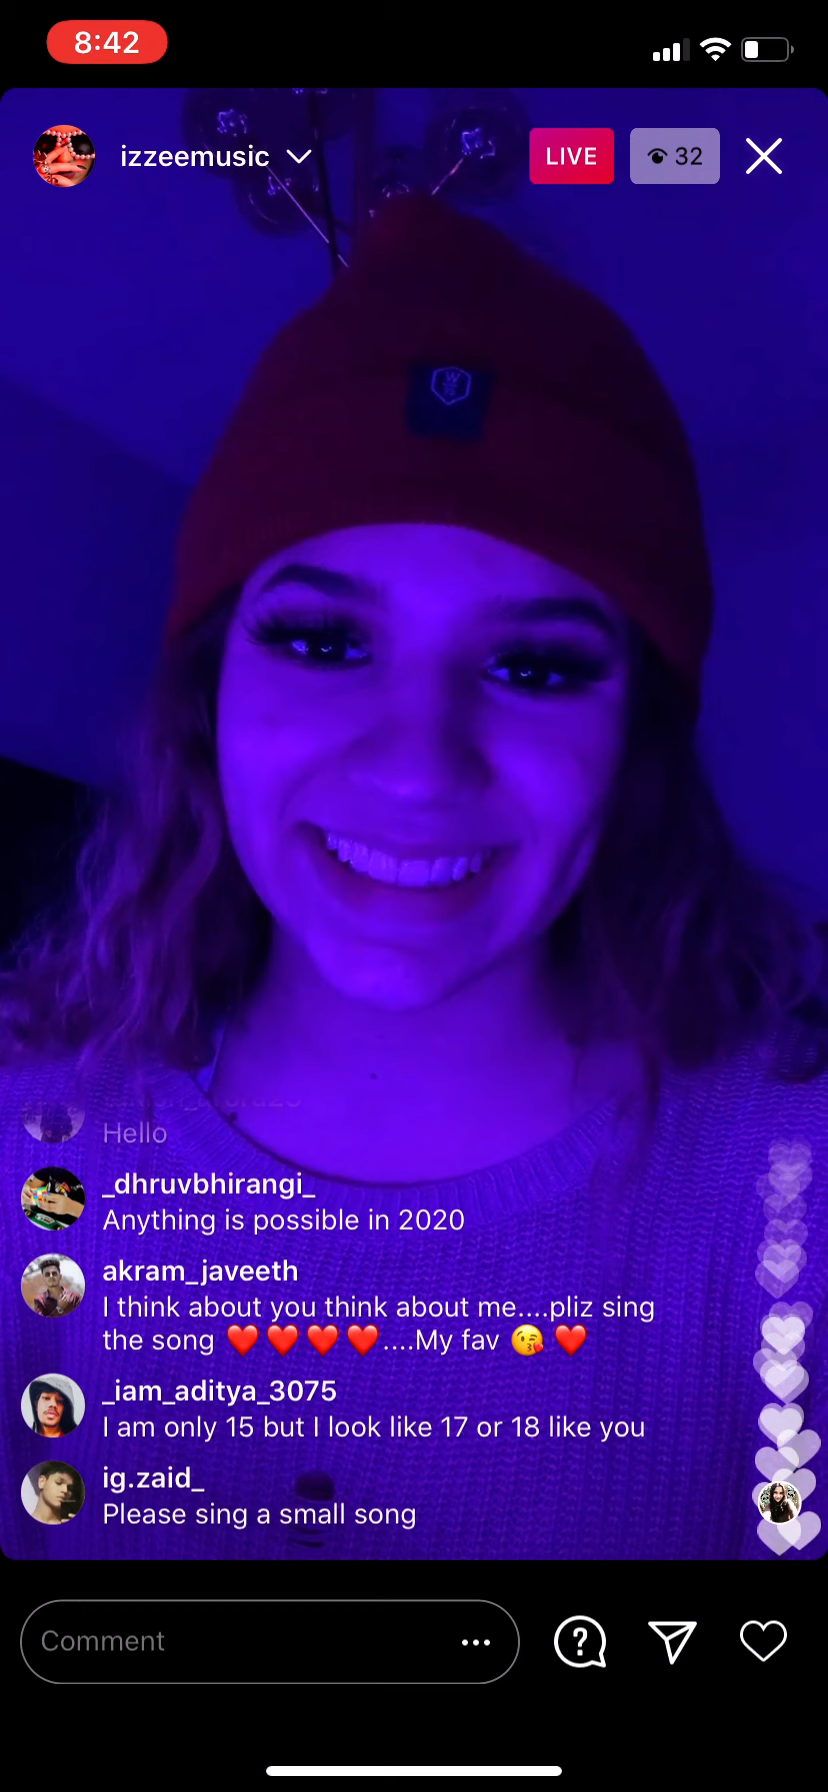 8:42
izzeemusic
LIVE
32
Hello
_dhruvbhirangi_
Anything is possible in 2020
akram_javeeth
I think about you think about me....pliz sing
the song ❤️❤️❤️❤️....My fav 😘❤️
_iam_aditya_3075
I am only 15 but I look like 17 or 18 like you
ig.zaid_
Please sing a small song
Comment